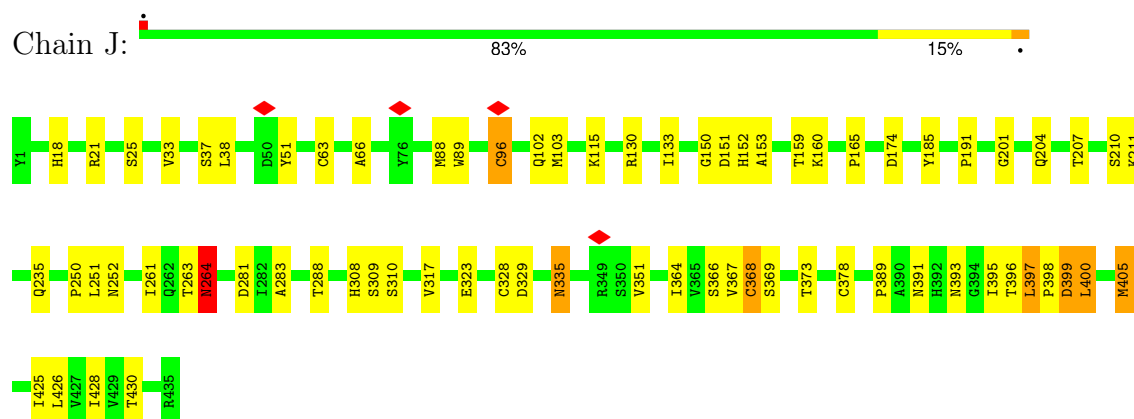 Chain J:
83%
15%
Y1 H18 R21 S25 V33 S37 L38 D50 Y51 C63 A66 Y76 M88 W89 C96 Q102 M103 K115 R130 I133 G150 D151 H152 A153 T159 K160 P165 D174 Y185 P191 G201 Q204 T207 S210 K211
Q235 P250 L251 N252 I261 Q262 T263 N264 D281 I282 A283 T288 H308 S309 S310 V317 E323 C328 D329 N335 R349 S350 V351 I364 V365 S366 V367 C368 S369 T373 C378 P389 A390 N391 H392 N393 G394 I395 T396 L397 P398 D399 L400 M405
I425 L426 V427 I428 V429 T430 R435